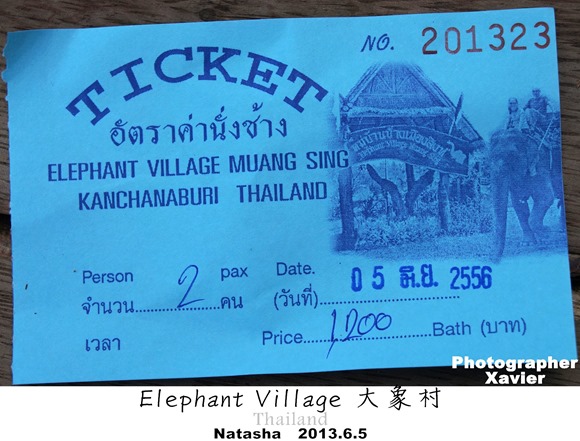 NO. 201323
TICKET
อัตราค่านั่งช้าง
ELEPHANT VILLAGE MUANG SING
KANCHANABURI THAILAND
Person 2 pax Date. 05 มิ.ย. 2556
จำนวน คน (วันที่)
เวลา Price 1,200 Bath (บาท)
Photographer
Xavier
Elephant Village 大象村
Thailand
Natasha 2013.6.5